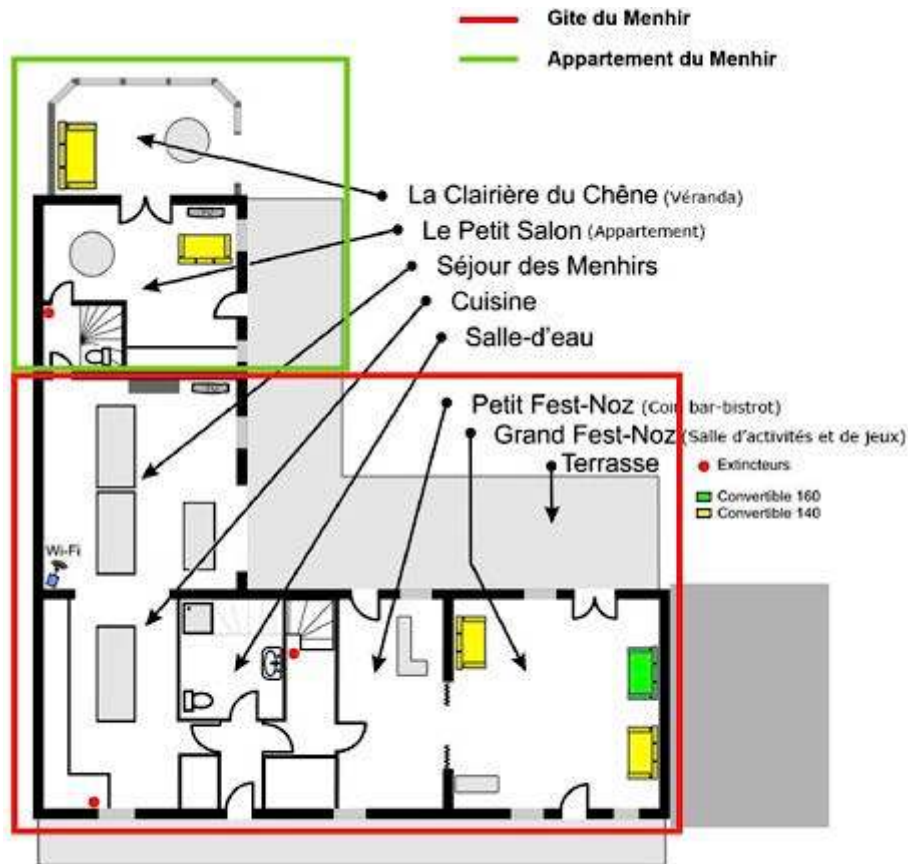 Gite du Menhir
Appartement du Menhir
La Clairière du Chêne (Véranda)
Le Petit Salon (Appartement)
Séjour des Menhirs
Cuisine
Salle-d'eau
Petit Fest-Noz (Coin bar-bistrot)
Grand Fest-Noz (Salle d'activités et de jeux)
Terrasse
Extincteurs
Convertible 160
Convertible 140
Wi-Fi